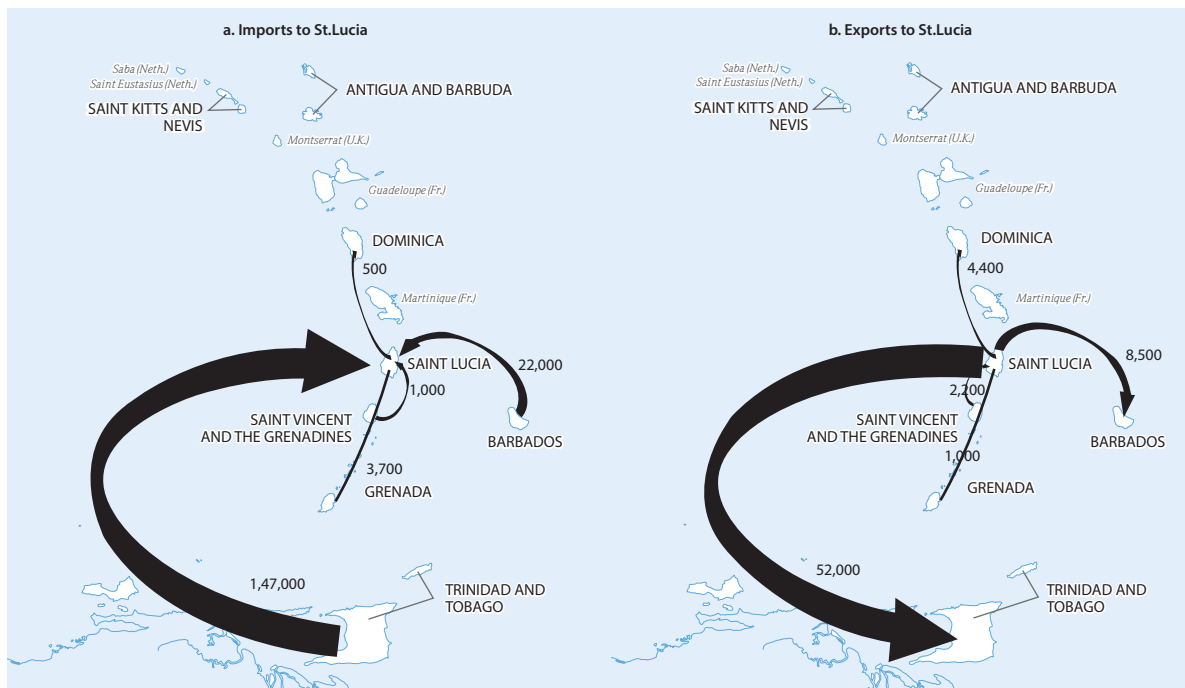 a. Imports to St.Lucia
Saba (Neth.)
Saint Eustasius (Neth.)
SAINT KITTS AND
NEVIS
ANTIGUA AND BARBUDA
Montserrat (U.K.)
Guadeloupe (Fr.)
DOMINICA
500
Martinique (Fr.)
SAINT LUCIA
22,000
1,000
SAINT VINCENT
AND THE GRENADINES
BARBADOS
3,700
GRENADA
1,47,000
TRINIDAD AND
TOBAGO
b. Exports to St.Lucia
Saba (Neth.)
Saint Eustasius (Neth.)
SAINT KITTS AND
NEVIS
ANTIGUA AND BARBUDA
Montserrat (U.K.)
Guadeloupe (Fr.)
DOMINICA
4,400
Martinique (Fr.)
SAINT LUCIA
8,500
2,200
SAINT VINCENT
AND THE GRENADINES
BARBADOS
1,000
GRENADA
52,000
TRINIDAD AND
TOBAGO